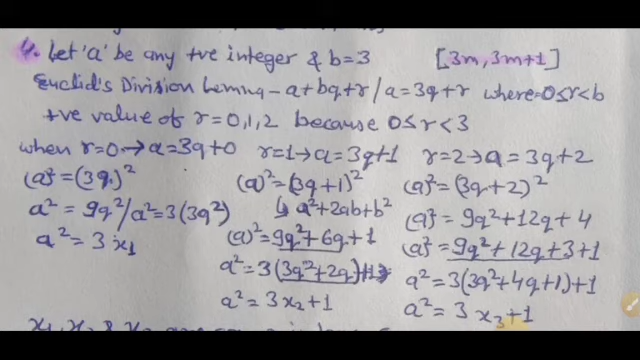 4. Let 'a' be any +ve integer & b=3 [3m, 3m+1]
Euclid's Division Lemma - a+bq+r / a=3q+r where=0≤r<b
+ve value of r=0,1,2 because 0≤r<3
when r=0→a=3q+0 r=1→a=3q+1 r=2→a=3q+2
(a)²=(3q)² (a)²=(3q+1)² (a)²=(3q+2)²
a²=9q²/a²=3(3q²) ↳ a²+2ab+b² (a)²=9q²+12q+4
a²=3x₁ (a)²=9q²+6q+1 (a)²=9q²+12q+3+1
a²=3(3q²+2q)+1 a²=3(3q²+4q+1)+1
a²=3x₂+1 a²=3x₃+1